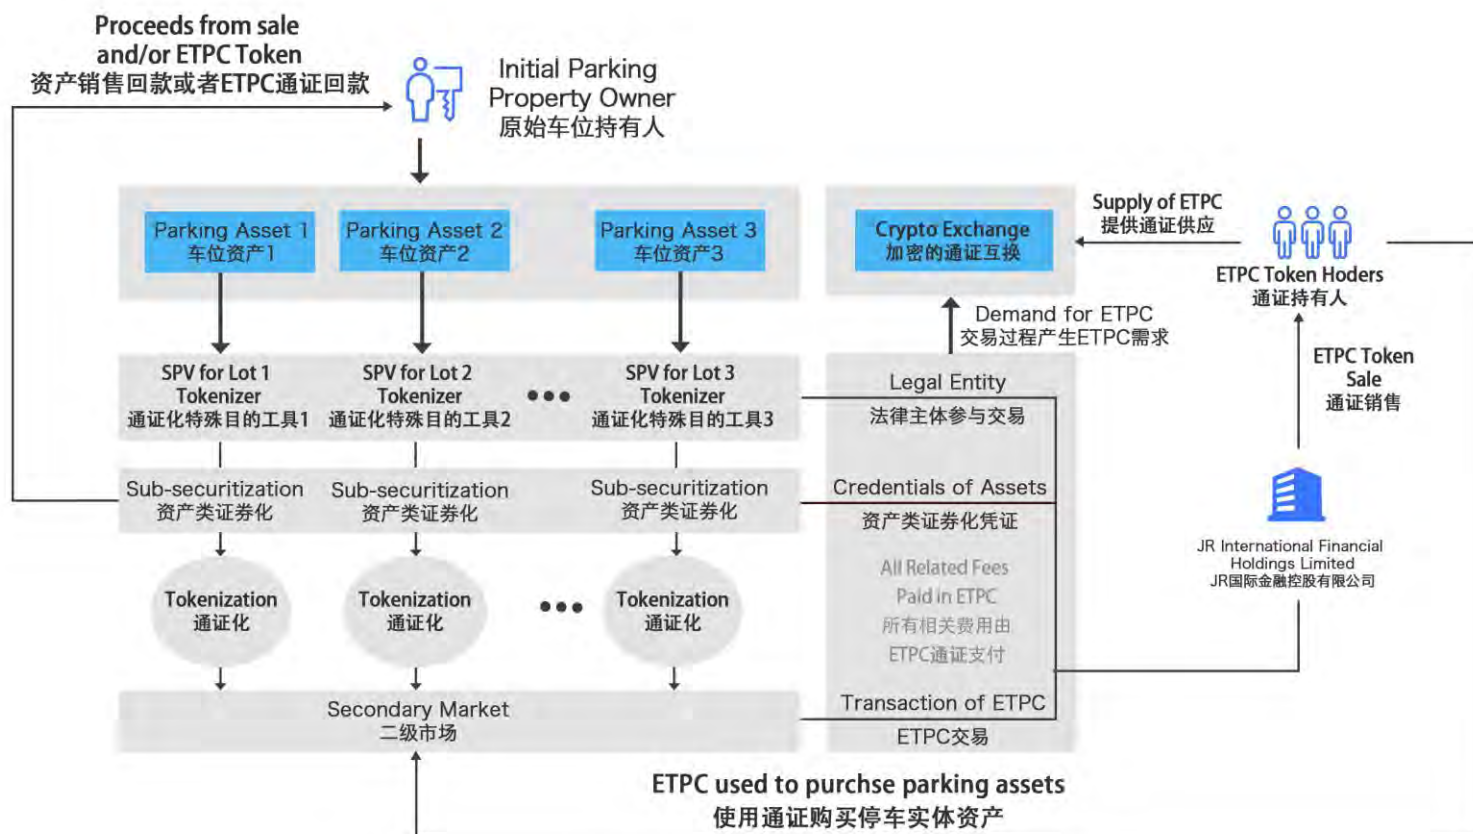 Proceeds from sale
and/or ETPC Token
资产销售回款或者ETPC通证回款
Initial Parking
Property Owner
原始车位持有人
Parking Asset 1
车位资产1
Parking Asset 2
车位资产2
Parking Asset 3
车位资产3
Crypto Exchange
加密的通证互换
Supply of ETPC
提供通证供应
ETPC Token Hoders
通证持有人
Demand for ETPC
交易过程产生ETPC需求
SPV for Lot 1
Tokenizer
通证化特殊目的工具1
SPV for Lot 2
Tokenizer
通证化特殊目的工具2
SPV for Lot 3
Tokenizer
通证化特殊目的工具3
Legal Entity
法律主体参与交易
ETPC Token
Sale
通证销售
Sub-securitization
资产类证券化
Sub-securitization
资产类证券化
Sub-securitization
资产类证券化
Credentials of Assets
资产类证券化凭证
JR International Financial
Holdings Limited
JR国际金融控股有限公司
Tokenization
通证化
Tokenization
通证化
Tokenization
通证化
All Related Fees
Paid in ETPC
所有相关费用由
ETPC通证支付
Secondary Market
二级市场
Transaction of ETPC
ETPC交易
ETPC used to purchse parking assets
使用通证购买停车实体资产